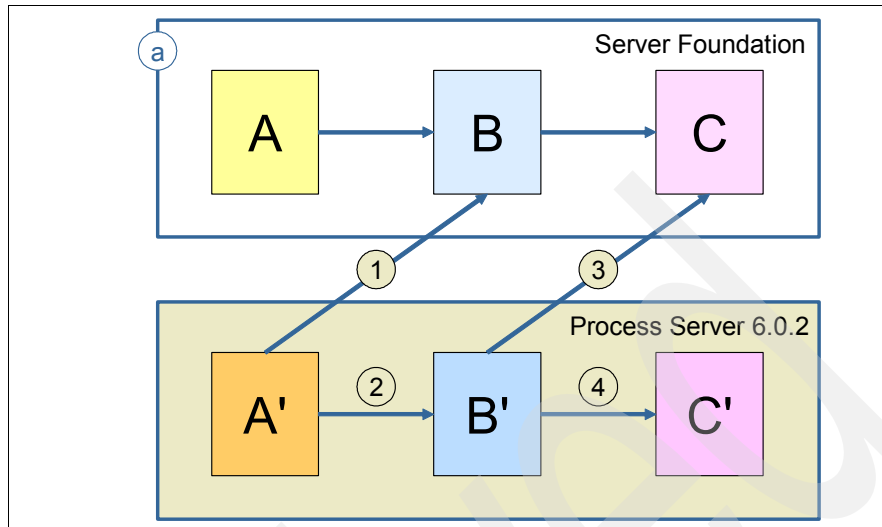 a
Server Foundation
A
B
C
1
3
Process Server 6.0.2
A'
2
B'
4
C'